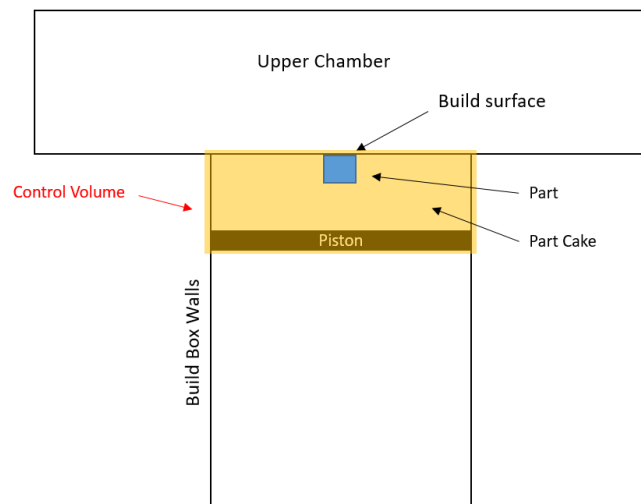 Upper Chamber
Build surface
Control Volume
Part
Part Cake
Piston
Build Box Walls